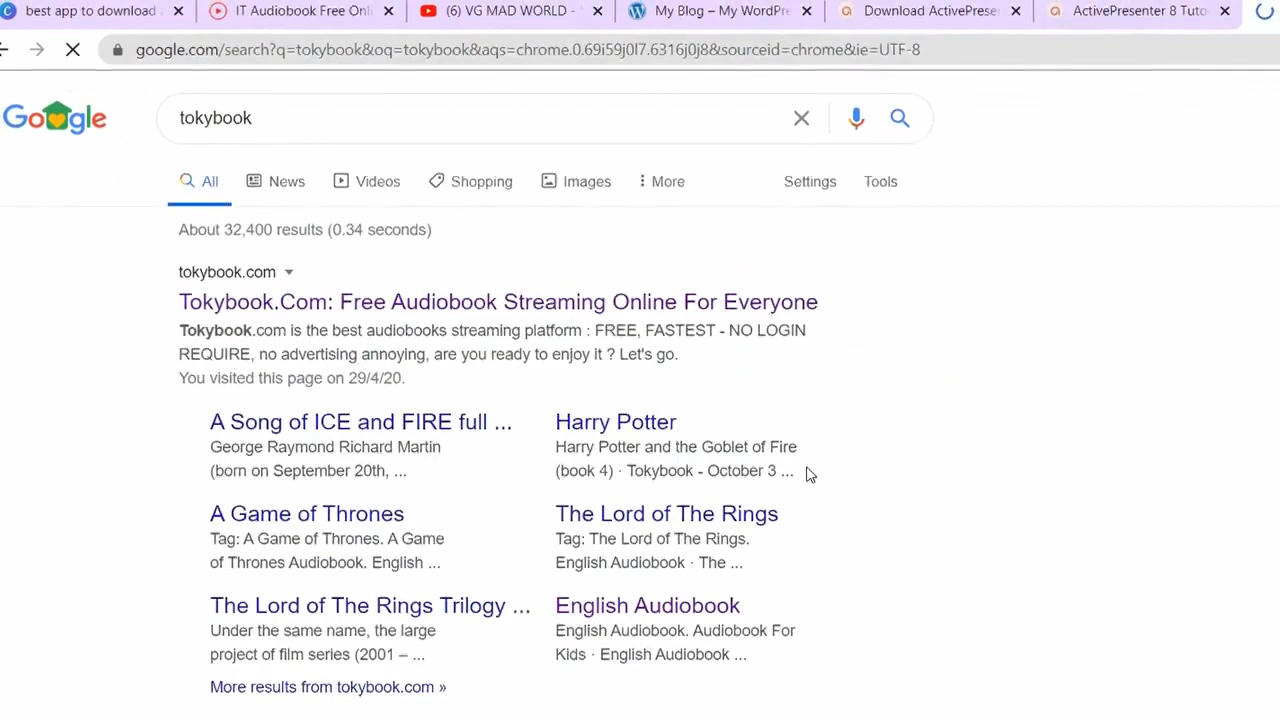 best app to download
IT Audiobook Free Onli
(6) VG MAD WORLD -
My Blog – My WordPre
Download ActivePrese
ActivePresenter 8 Tuto
google.com/search?q=tokybook&oq=tokybook&aqs=chrome.0.69i59j0l7.6316j0j8&sourceid=chrome&ie=UTF-8
Google
tokybook
All News Videos Shopping Images More Settings Tools
About 32,400 results (0.34 seconds)
tokybook.com
Tokybook.Com: Free Audiobook Streaming Online For Everyone
Tokybook.com is the best audiobooks streaming platform : FREE, FASTEST - NO LOGIN
REQUIRE, no advertising annoying, are you ready to enjoy it ? Let's go.
You visited this page on 29/4/20.
A Song of ICE and FIRE full ...
George Raymond Richard Martin
(born on September 20th, ...
Harry Potter
Harry Potter and the Goblet of Fire
(book 4) · Tokybook - October 3 ...
A Game of Thrones
Tag: A Game of Thrones. A Game
of Thrones Audiobook. English ...
The Lord of The Rings
Tag: The Lord of The Rings.
English Audiobook · The ...
The Lord of The Rings Trilogy ...
Under the same name, the large
project of film series (2001 – ...
English Audiobook
English Audiobook. Audiobook For
Kids · English Audiobook ...
More results from tokybook.com »